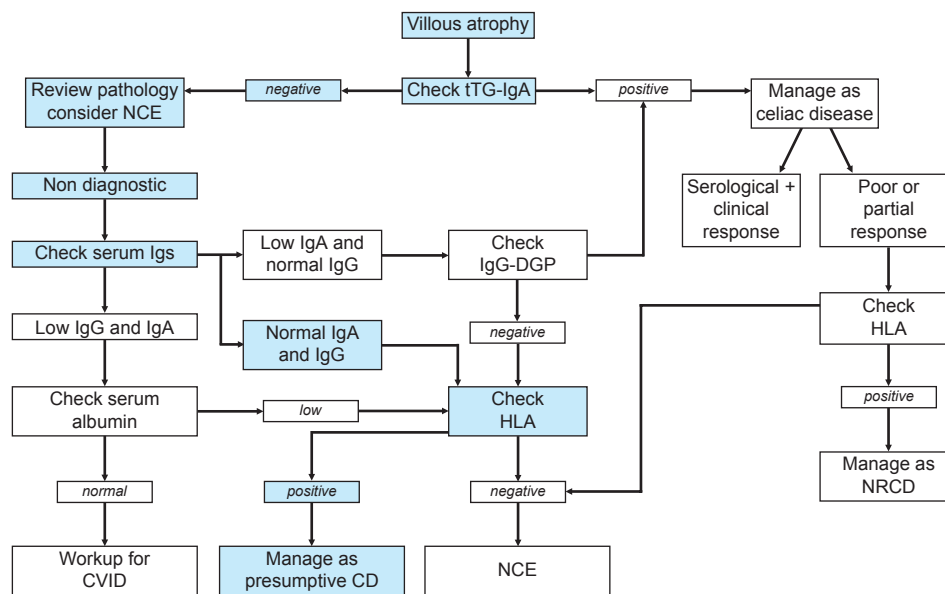 Villous atrophy
Review pathology
consider NCE
negative
Check tTG-IgA
positive
Manage as
celiac disease
Non diagnostic
Serological +
clinical
response
Poor or
partial
response
Check serum Igs
Low IgA and
normal IgG
Check
IgG-DGP
Low IgG and IgA
Normal IgA
and IgG
negative
Check
HLA
Check serum
albumin
low
Check
HLA
positive
normal
positive
negative
Manage as
NRCD
Workup for
CVID
Manage as
presumptive CD
NCE